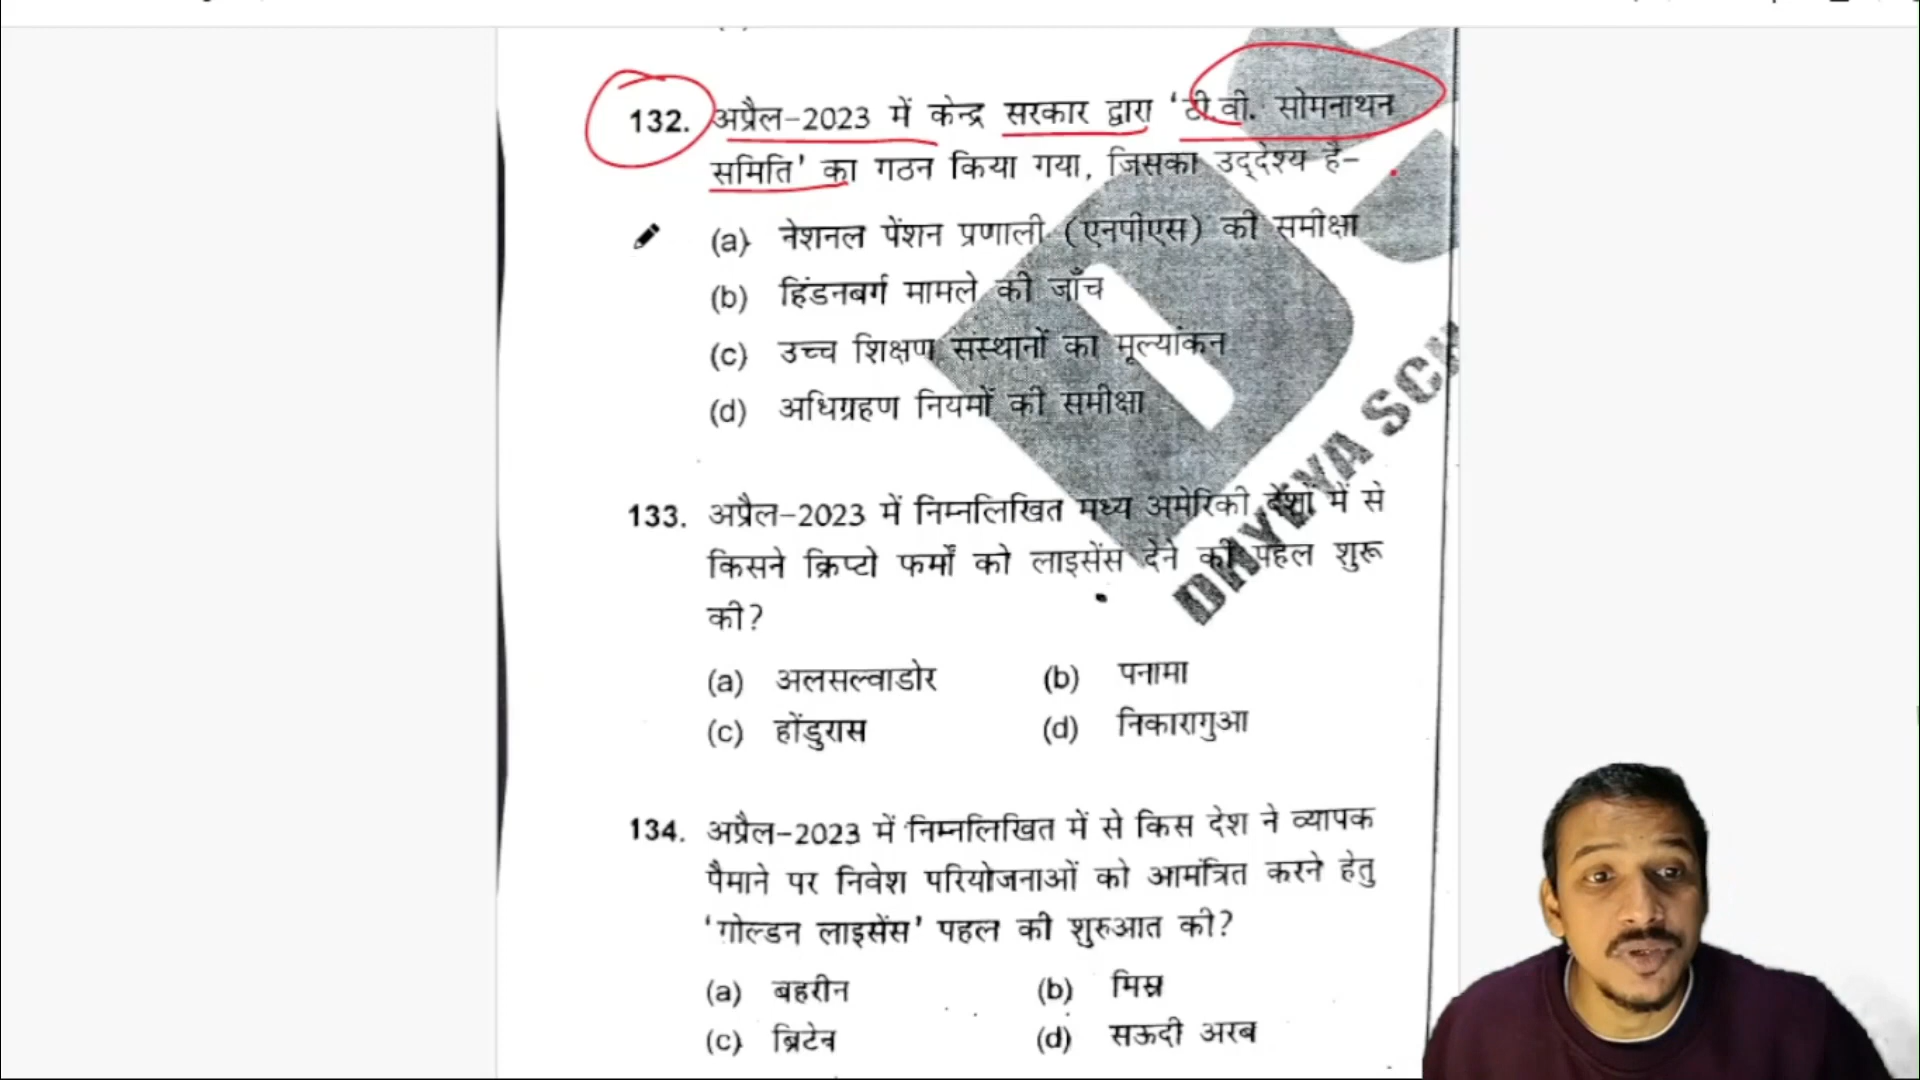 132. अप्रैल-2023 में केन्द्र सरकार द्वारा 'टी.वी. सोमनाथन
समिति' का गठन किया गया, जिसका उद्देश्य है-
(a) नेशनल पेंशन प्रणाली (एनपीएस) की समीक्षा
(b) हिंडनबर्ग मामले की जाँच
(c) उच्च शिक्षण संस्थानों का मूल्यांकन
(d) अधिग्रहण नियमों की समीक्षा
133. अप्रैल-2023 में निम्नलिखित मध्य अमेरिकी देशों में से
किसने क्रिप्टो फर्मों को लाइसेंस देने की पहल शुरू
की?
(a) अलसल्वाडोर (b) पनामा
(c) होंडुरास (d) निकारागुआ
134. अप्रैल-2023 में निम्नलिखित में से किस देश ने व्यापक
पैमाने पर निवेश परियोजनाओं को आमंत्रित करने हेतु
'गोल्डन लाइसेंस' पहल की शुरुआत की?
(a) बहरीन (b) मिस्र
(c) ब्रिटेन (d) सऊदी अरब
DHYEYA